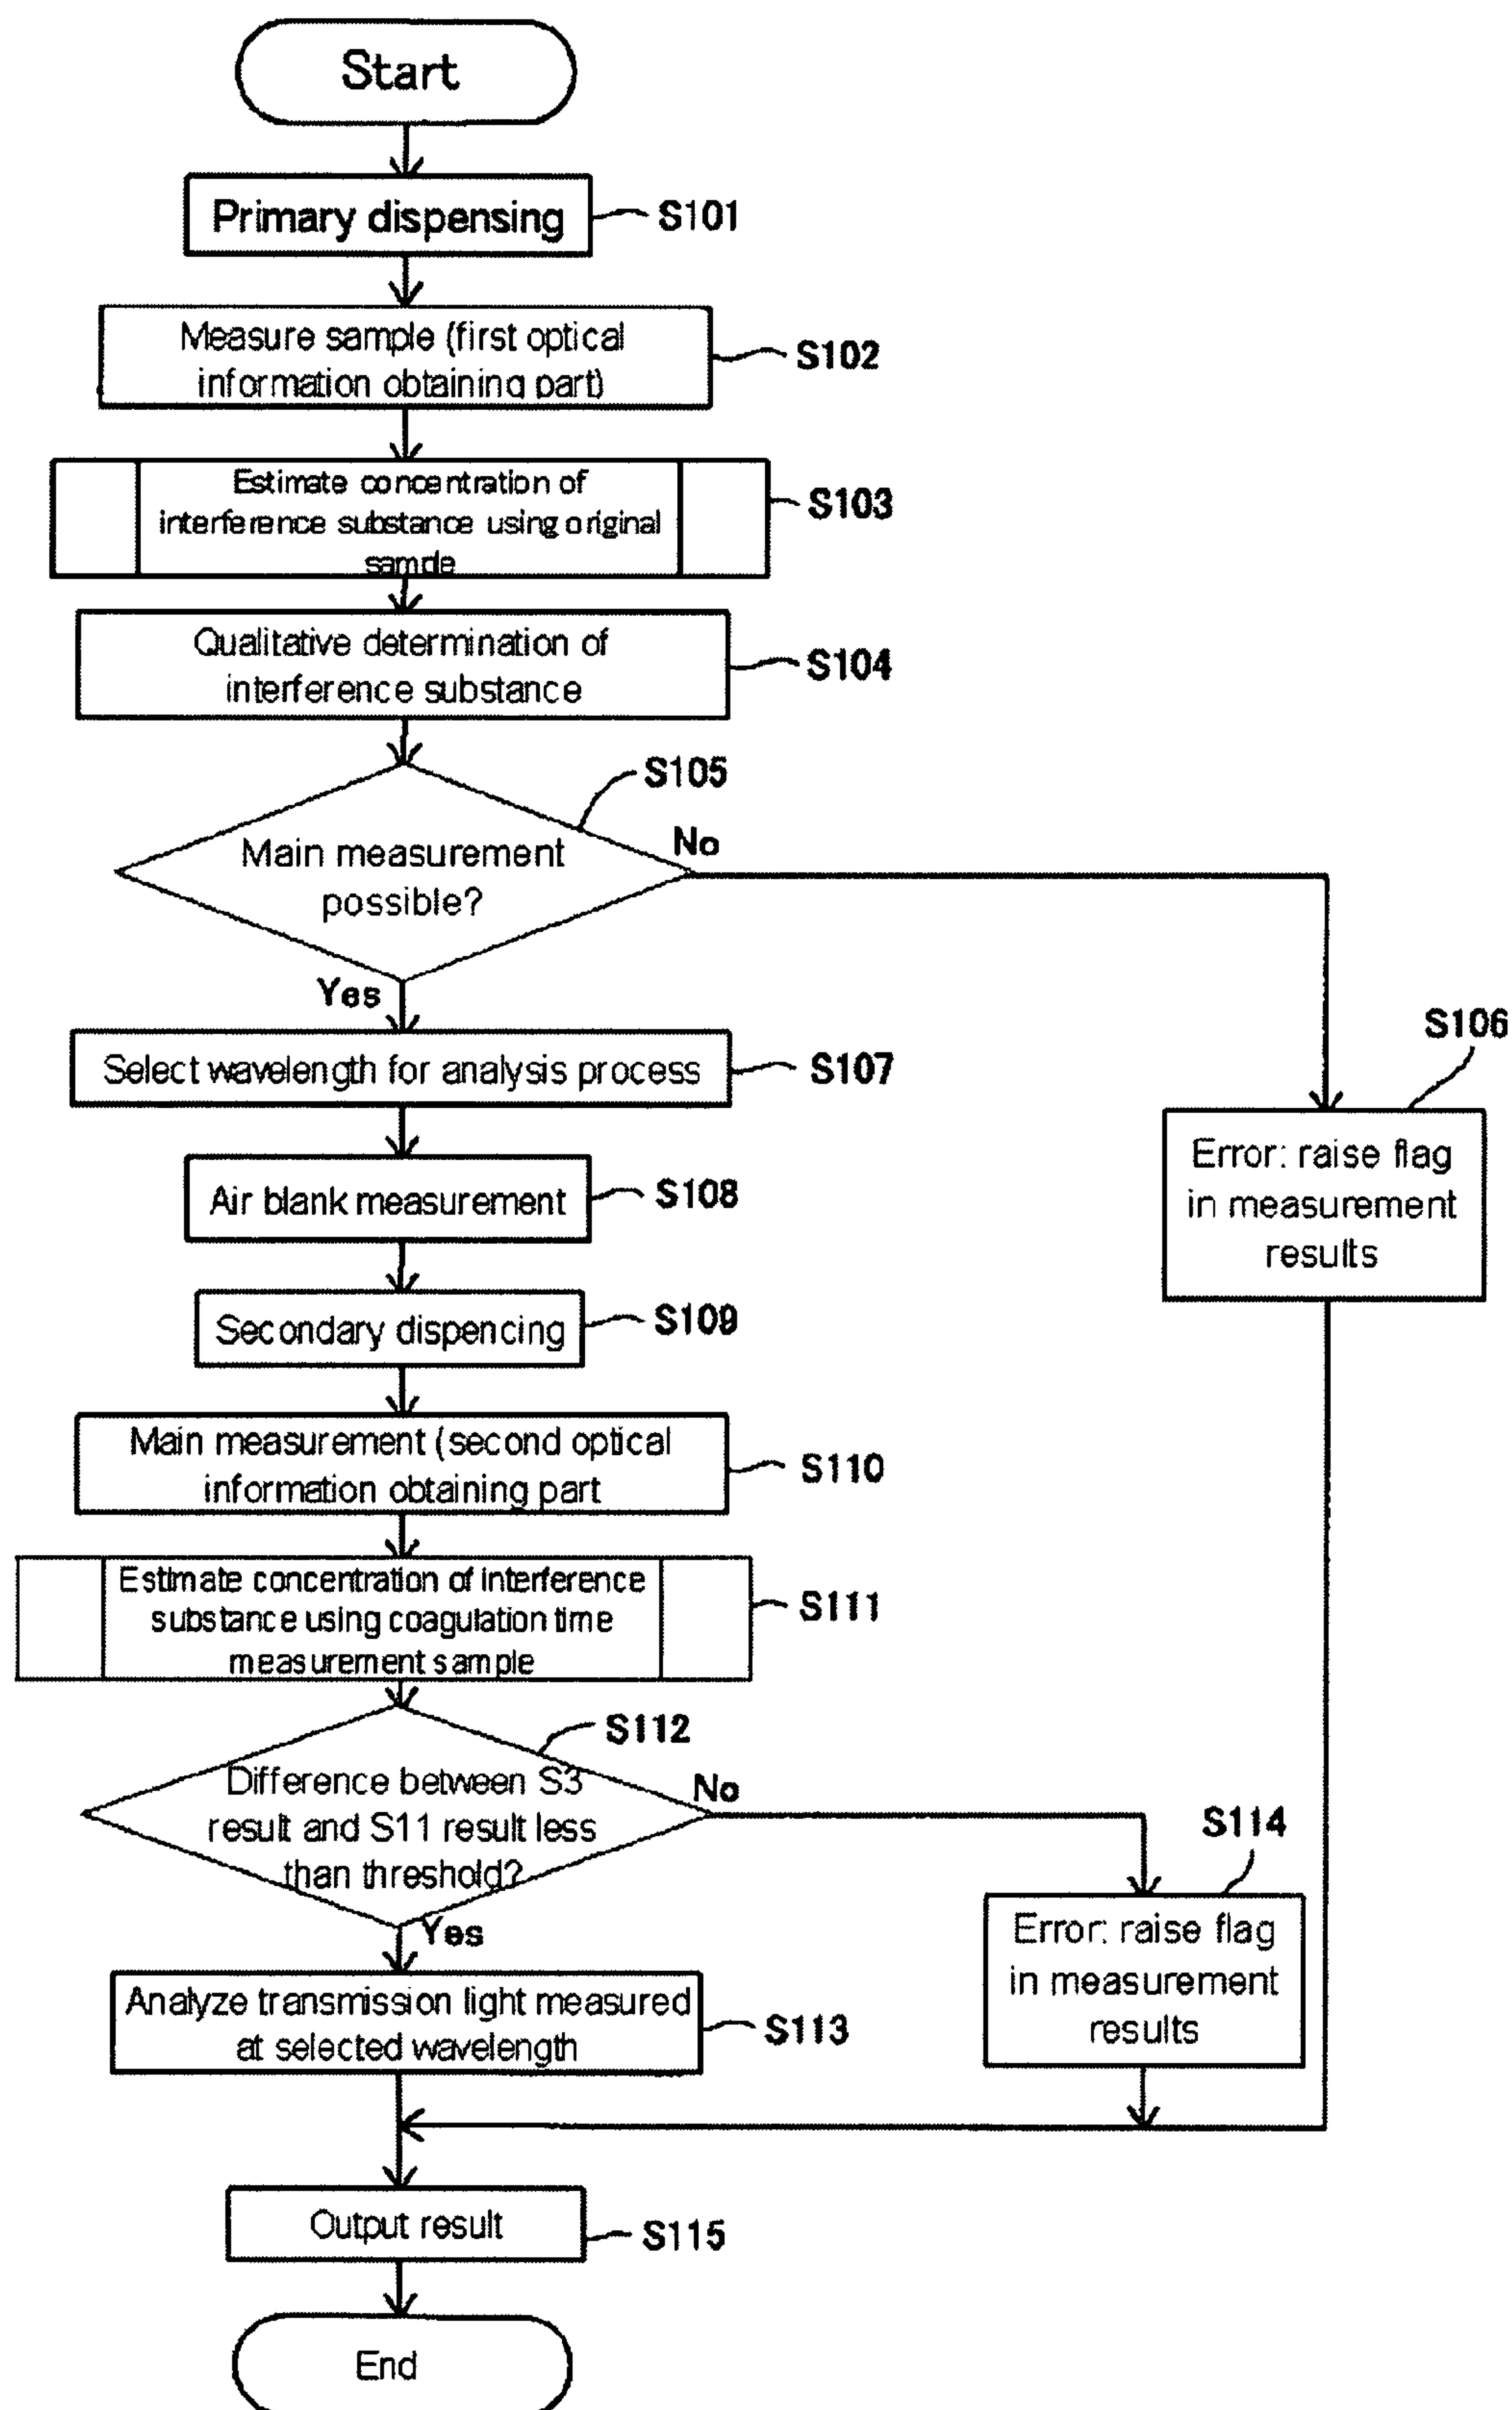 Start
Primary dispensing
S101
Measure sample (first optical
information obtaining part)
S102
Estimate concentration of
interference substance using original
sample
S103
Qualitative determination of
interference substance
S104
S105
Main measurement
possible?
No
Yes
Select wavelength for analysis process
S107
S106
Error: raise flag
in measurement
results
Air blank measurement
S108
Secondary dispencing
S109
Main measurement (second optical
information obtaining part
S110
Estimate concentration of interference
substance using coagulation time
measurement sample
S111
S112
Difference between S3
result and S11 result less
than threshold?
No
Yes
S114
Error: raise flag
in measurement
results
Analyze transmission light measured
at selected wavelength
S113
Output result
S115
End